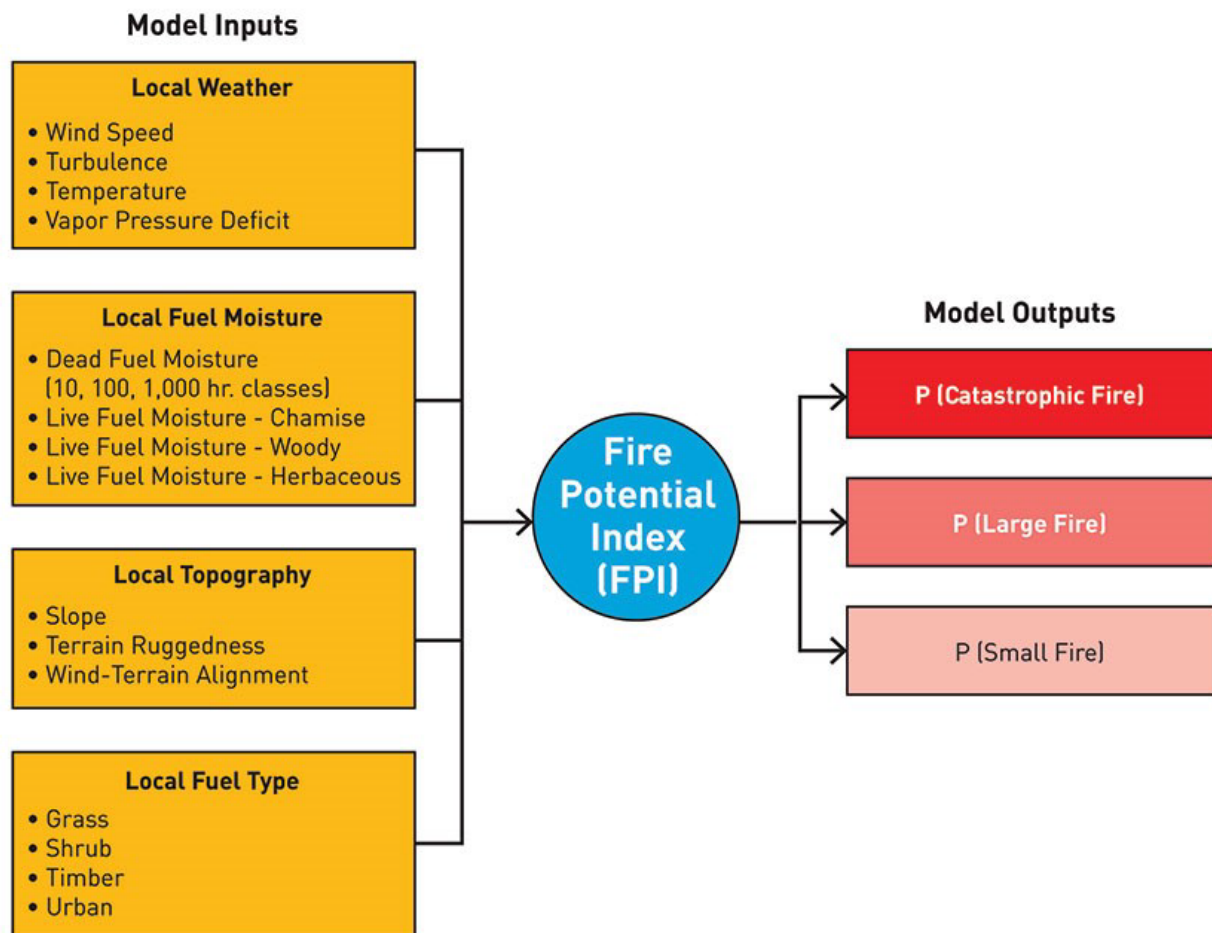 Model Inputs
Local Weather
• Wind Speed
• Turbulence
• Temperature
• Vapor Pressure Deficit
Local Fuel Moisture
• Dead Fuel Moisture
(10, 100, 1,000 hr. classes)
• Live Fuel Moisture - Chamise
• Live Fuel Moisture - Woody
• Live Fuel Moisture - Herbaceous
Local Topography
• Slope
• Terrain Ruggedness
• Wind-Terrain Alignment
Local Fuel Type
• Grass
• Shrub
• Timber
• Urban
Fire
Potential
Index
(FPI)
Model Outputs
P (Catastrophic Fire)
P (Large Fire)
P (Small Fire)